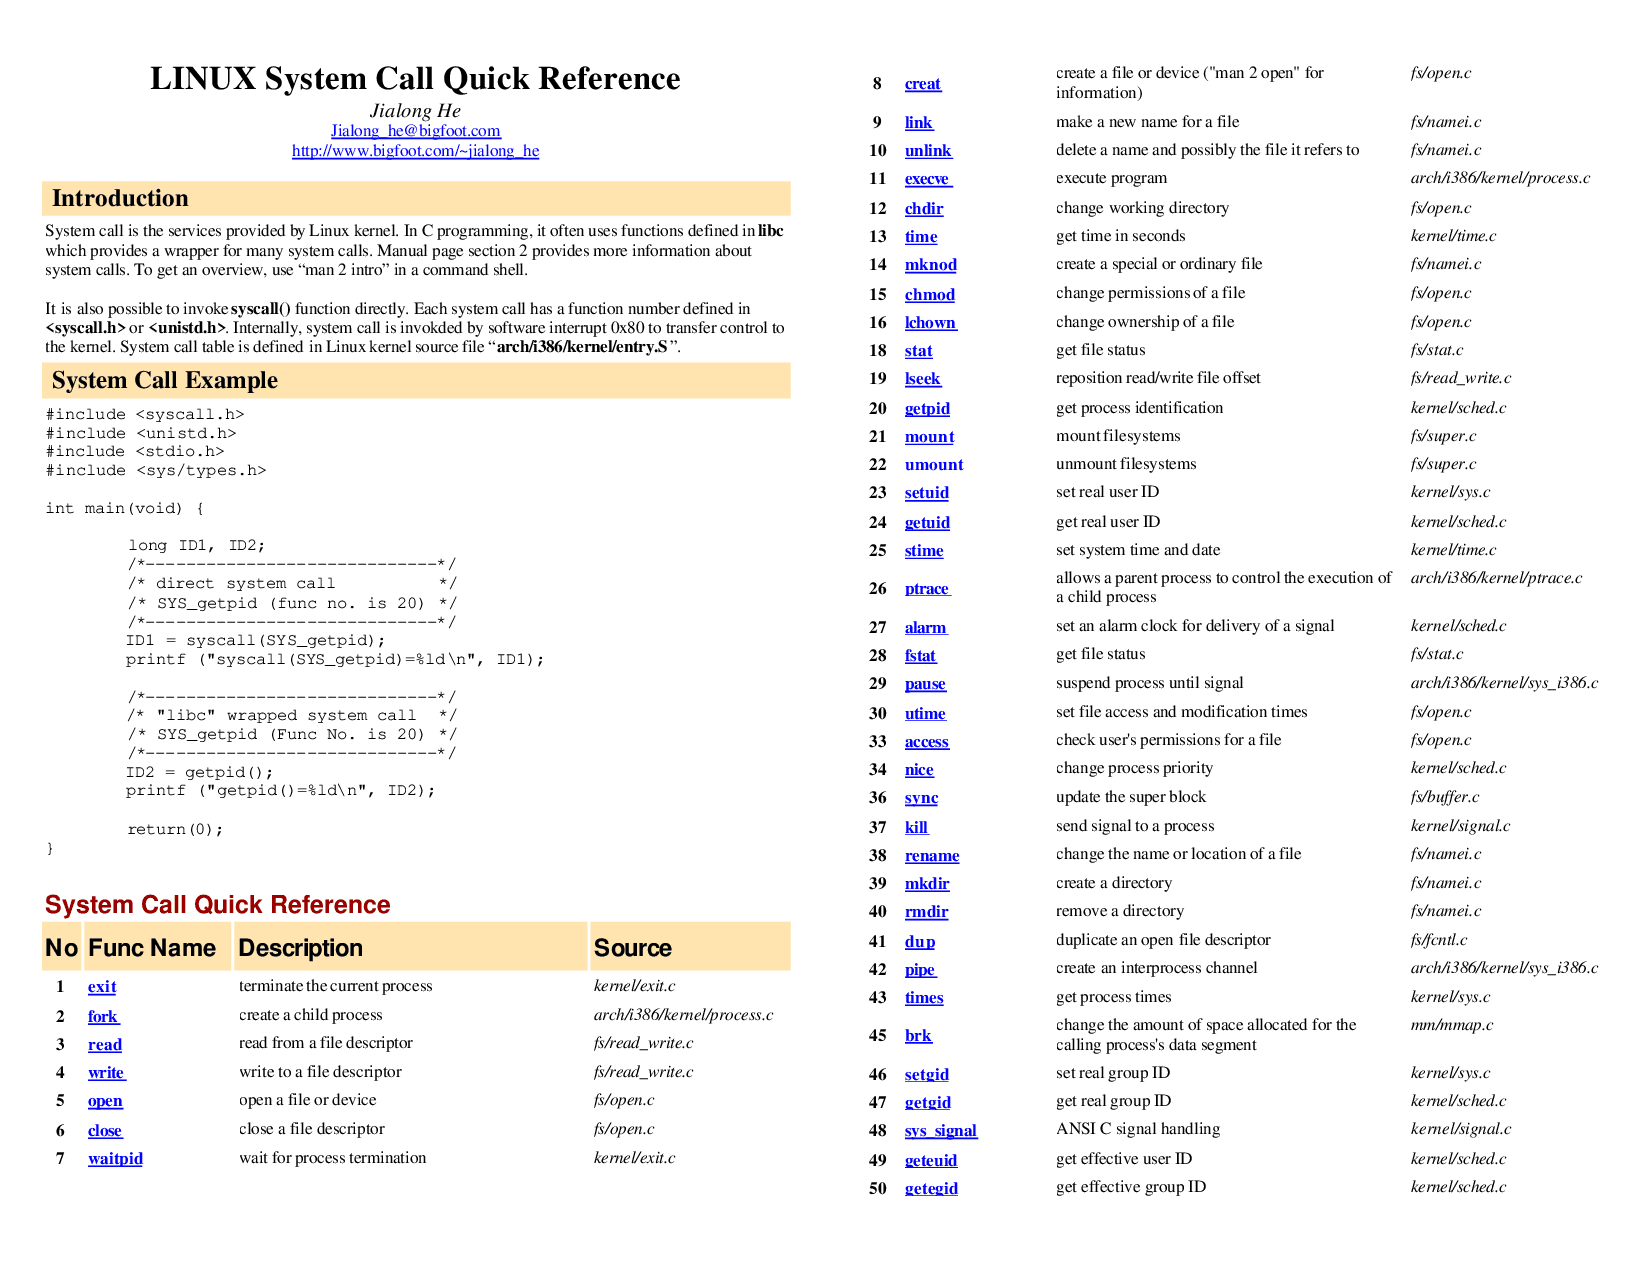 LINUX System Call Quick Reference
Jialong He
Jialong_he@bigfoot.com
http://www.bigfoot.com/~jialong_he
Introduction
System call is the services provided by Linux kernel. In C programming, it often uses functions defined in libc
which provides a wrapper for many system calls. Manual page section 2 provides more information about
system calls. To get an overview, use “man 2 intro” in a command shell.
It is also possible to invoke syscall() function directly. Each system call has a function number defined in
<syscall.h> or <unistd.h>. Internally, system call is invokded by software interrupt 0x80 to transfer control to
the kernel. System call table is defined in Linux kernel source file “arch/i386/kernel/entry.S ”.
System Call Example
#include <syscall.h>
#include <unistd.h>
#include <stdio.h>
#include <sys/types.h>
int main(void) {
long ID1, ID2;
/*-----------------------------*/
/* direct system call */
/* SYS_getpid (func no. is 20) */
/*-----------------------------*/
ID1 = syscall(SYS_getpid);
printf ("syscall(SYS_getpid)=%ld\n", ID1);
/*-----------------------------*/
/* "libc" wrapped system call */
/* SYS_getpid (Func No. is 20) */
/*-----------------------------*/
ID2 = getpid();
printf ("getpid()=%ld\n", ID2);
return(0);
}
System Call Quick Reference
No Func Name Description Source
1 exit terminate the current process kernel/exit.c
2 fork create a child process arch/i386/kernel/process.c
3 read read from a file descriptor fs/read_write.c
4 write write to a file descriptor fs/read_write.c
5 open open a file or device fs/open.c
6 close close a file descriptor fs/open.c
7 waitpid wait for process termination kernel/exit.c
8 creat create a file or device ("man 2 open" for fs/open.c
information)
9 link make a new name for a file fs/namei.c
10 unlink delete a name and possibly the file it refers to fs/namei.c
11 execve execute program arch/i386/kernel/process.c
12 chdir change working directory fs/open.c
13 time get time in seconds kernel/time.c
14 mknod create a special or ordinary file fs/namei.c
15 chmod change permissions of a file fs/open.c
16 lchown change ownership of a file fs/open.c
18 stat get file status fs/stat.c
19 lseek reposition read/write file offset fs/read_write.c
20 getpid get process identification kernel/sched.c
21 mount mount filesystems fs/super.c
22 umount unmount filesystems fs/super.c
23 setuid set real user ID kernel/sys.c
24 getuid get real user ID kernel/sched.c
25 stime set system time and date kernel/time.c
26 ptrace allows a parent process to control the execution of arch/i386/kernel/ptrace.c
a child process
27 alarm set an alarm clock for delivery of a signal kernel/sched.c
28 fstat get file status fs/stat.c
29 pause suspend process until signal arch/i386/kernel/sys_i386.c
30 utime set file access and modification times fs/open.c
33 access check user's permissions for a file fs/open.c
34 nice change process priority kernel/sched.c
36 sync update the super block fs/buffer.c
37 kill send signal to a process kernel/signal.c
38 rename change the name or location of a file fs/namei.c
39 mkdir create a directory fs/namei.c
40 rmdir remove a directory fs/namei.c
41 dup duplicate an open file descriptor fs/fcntl.c
42 pipe create an interprocess channel arch/i386/kernel/sys_i386.c
43 times get process times kernel/sys.c
45 brk change the amount of space allocated for the mm/mmap.c
calling process's data segment
46 setgid set real group ID kernel/sys.c
47 getgid get real group ID kernel/sched.c
48 sys_signal ANSI C signal handling kernel/signal.c
49 geteuid get effective user ID kernel/sched.c
50 getegid get effective group ID kernel/sched.c